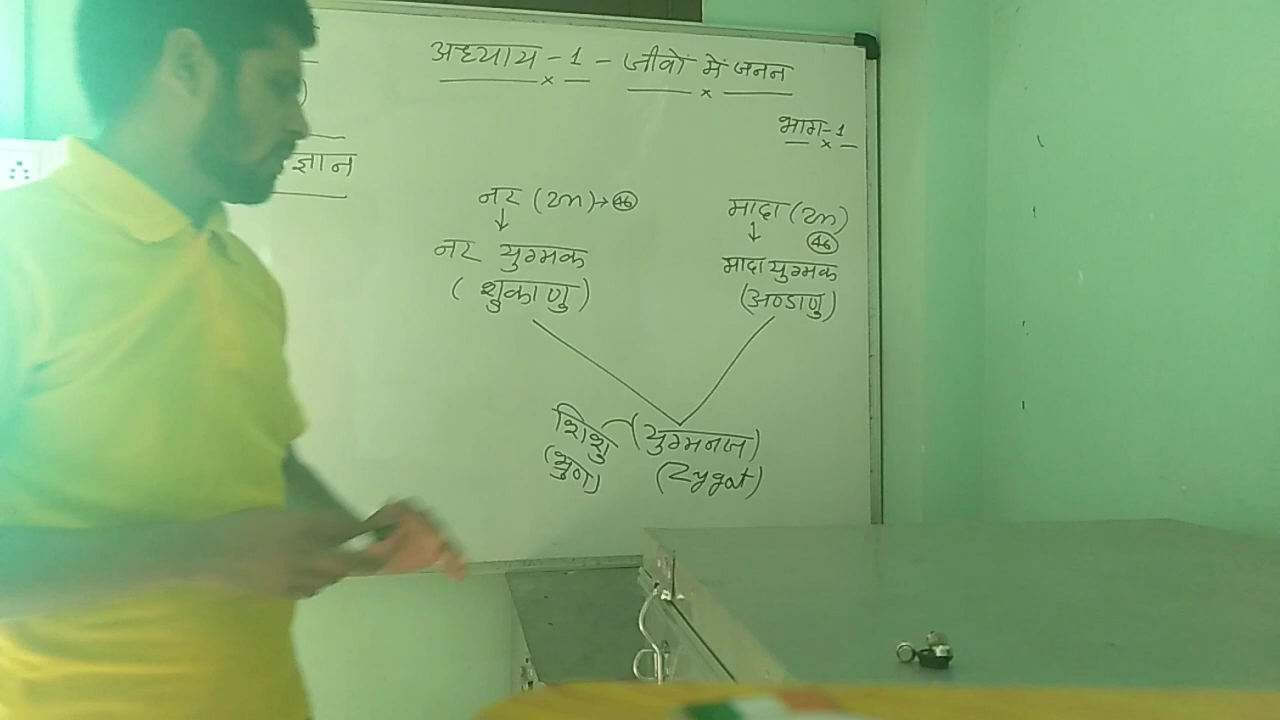 अध्याय - 1 - जीवों में जनन
भाग-1
ज्ञान
नर (2n) → 46
मादा (2n)
46
नर युग्मक
मादा युग्मक
(शुक्राणु)
(अण्डाणु)
शिशु
(युग्मनज)
(भ्रुण)
(Zygot)